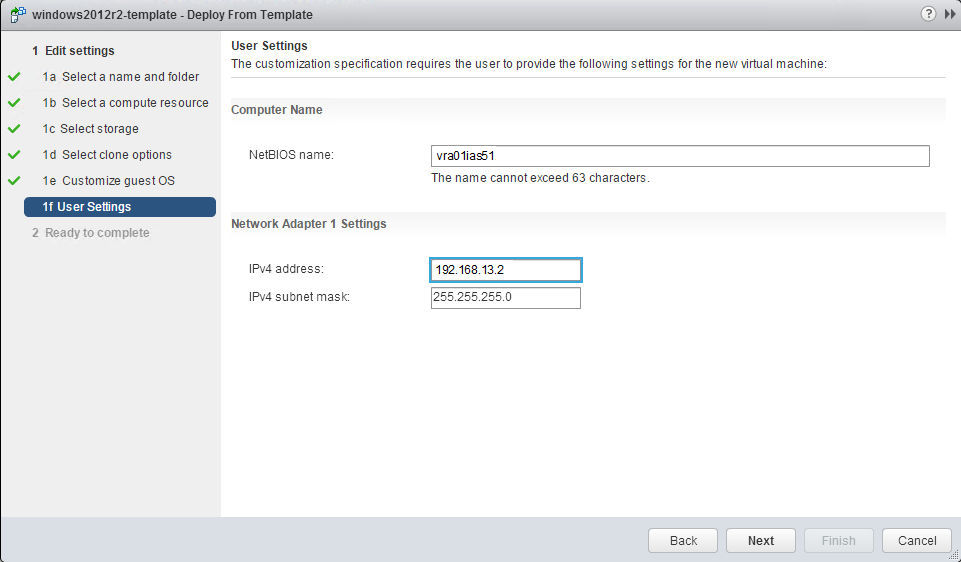 windows2012r2-template - Deploy From Template
?
1 Edit settings
1a Select a name and folder
1b Select a compute resource
1c Select storage
1d Select clone options
1e Customize guest OS
1f User Settings
2 Ready to complete
User Settings
The customization specification requires the user to provide the following settings for the new virtual machine:
Computer Name
NetBIOS name:
vra01ias51
The name cannot exceed 63 characters.
Network Adapter 1 Settings
IPv4 address:
192.168.13.2
IPv4 subnet mask:
255.255.255.0
Back
Next
Finish
Cancel